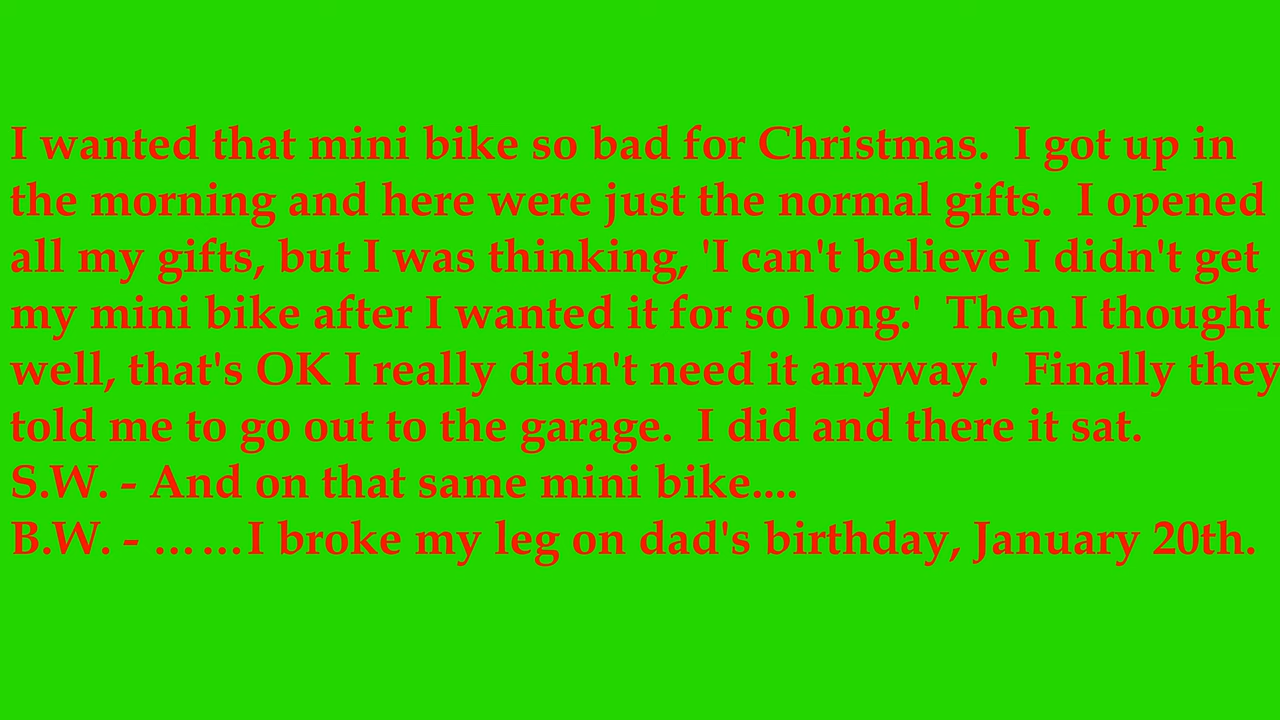 I wanted that mini bike so bad for Christmas.  I got up in
the morning and here were just the normal gifts.  I opened
all my gifts, but I was thinking, 'I can't believe I didn't get
my mini bike after I wanted it for so long.'  Then I thought
well, that's OK I really didn't need it anyway.'  Finally they
told me to go out to the garage.  I did and there it sat.
S.W. - And on that same mini bike....
B.W. - ……I broke my leg on dad's birthday, January 20th.